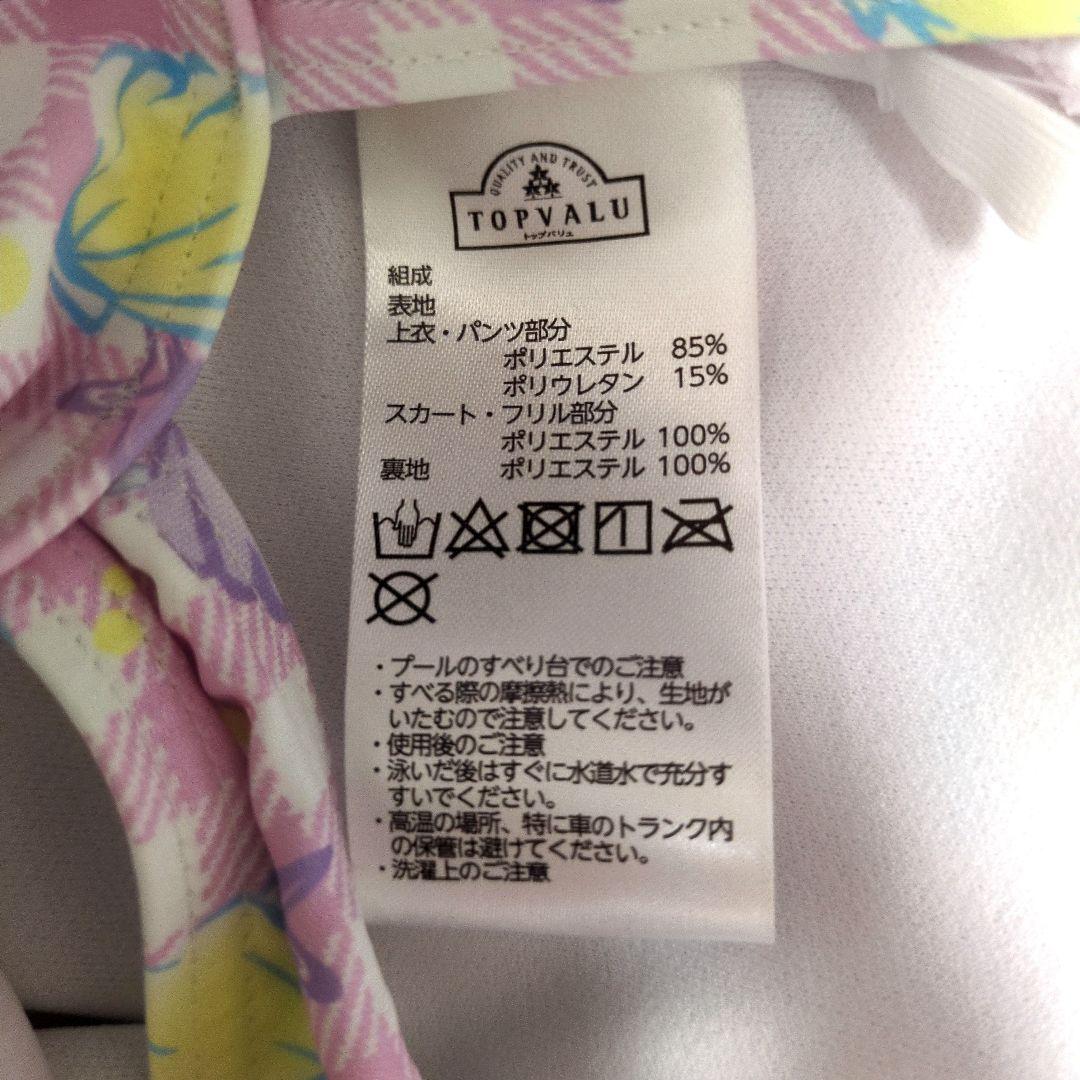 QUALITY AND TRUST
TOPVALU
トップバリュ
組成
表地
上衣・パンツ部分
ポリエステル 85%
ポリウレタン 15%
スカート・フリル部分
ポリエステル 100%
裏地 ポリエステル 100%
・プールのすべり台でのご注意
・すべる際の摩擦熱により、生地が
いたむので注意してください。
・使用後のご注意
・泳いだ後はすぐに水道水で充分す
すいでください。
・高温の場所、特に車のトランク内
の保管は避けてください。
・洗濯上のご注意